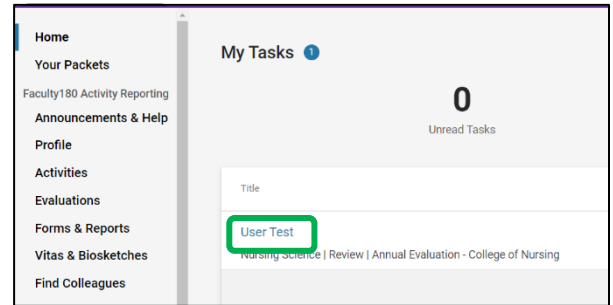 Home
Your Packets
Faculty180 Activity Reporting
Announcements & Help
Profile
Activities
Evaluations
Forms & Reports
Vitas & Biosketches
Find Colleagues
My Tasks 1
0
Unread Tasks
Title
User Test
Nursing Science | Review | Annual Evaluation - College of Nursing